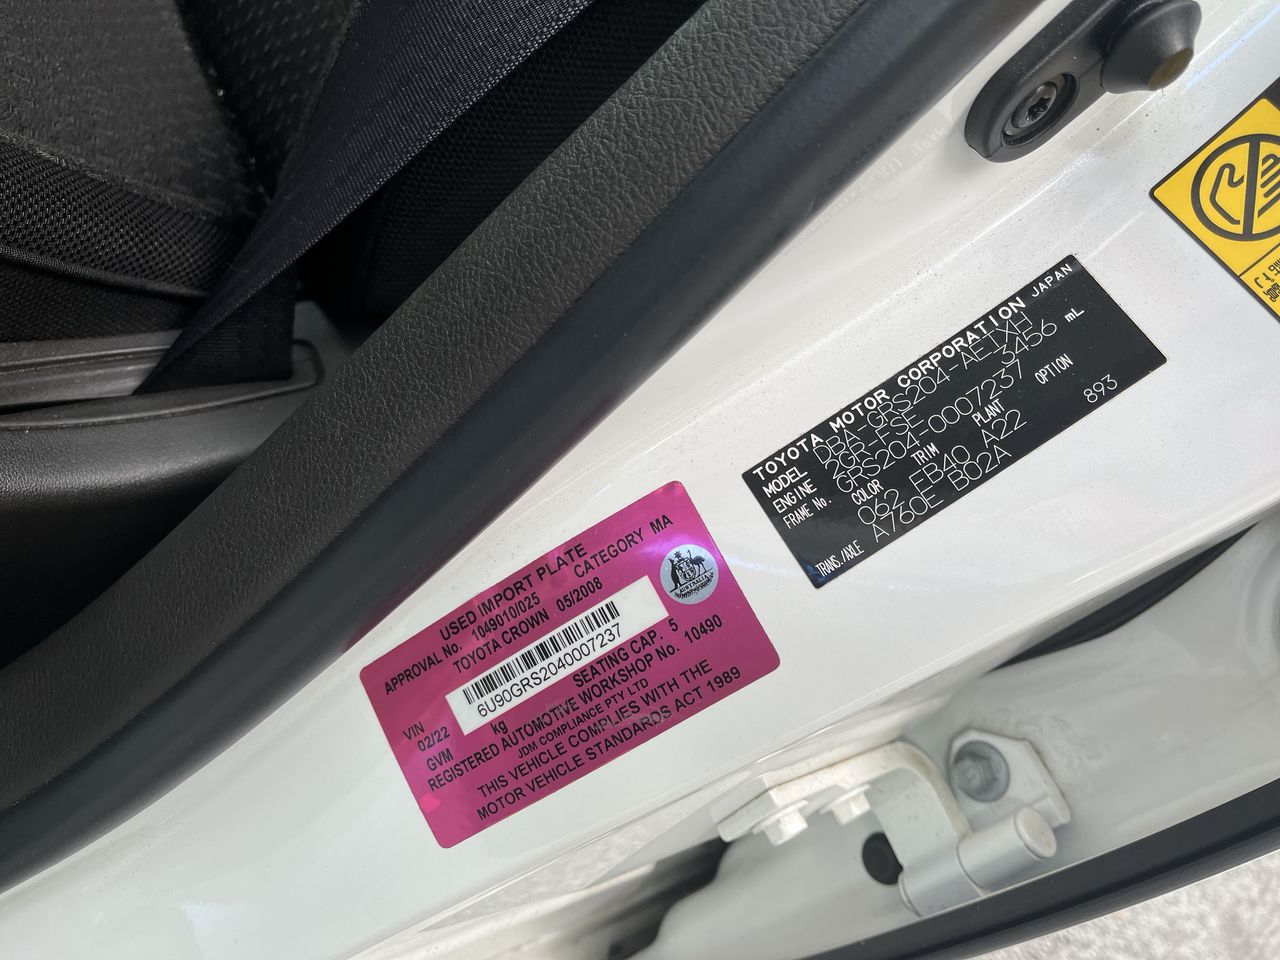 TOYOTA MOTOR CORPORATION JAPAN
MODEL DBA-GRS204-AETXH
ENGINE 2GR-FSE 3456 mL
FRAME No. GRS204-0007237
COLOR TRIM PLANT OPTION
062 FB40 A22 893
TRANS./AXLE A760E B02A
USED IMPORT PLATE
APPROVAL No. 1049010/025 CATEGORY MA
TOYOTA CROWN 05/2008
VIN 6U90GRS2040007237
02/22 SEATING CAP. 5
GVM kg
REGISTERED AUTOMOTIVE WORKSHOP No. 10490
JDM COMPLIANCE PTY LTD
THIS VEHICLE COMPLIES WITH THE
MOTOR VEHICLE STANDARDS ACT 1989
AUSTRALIA